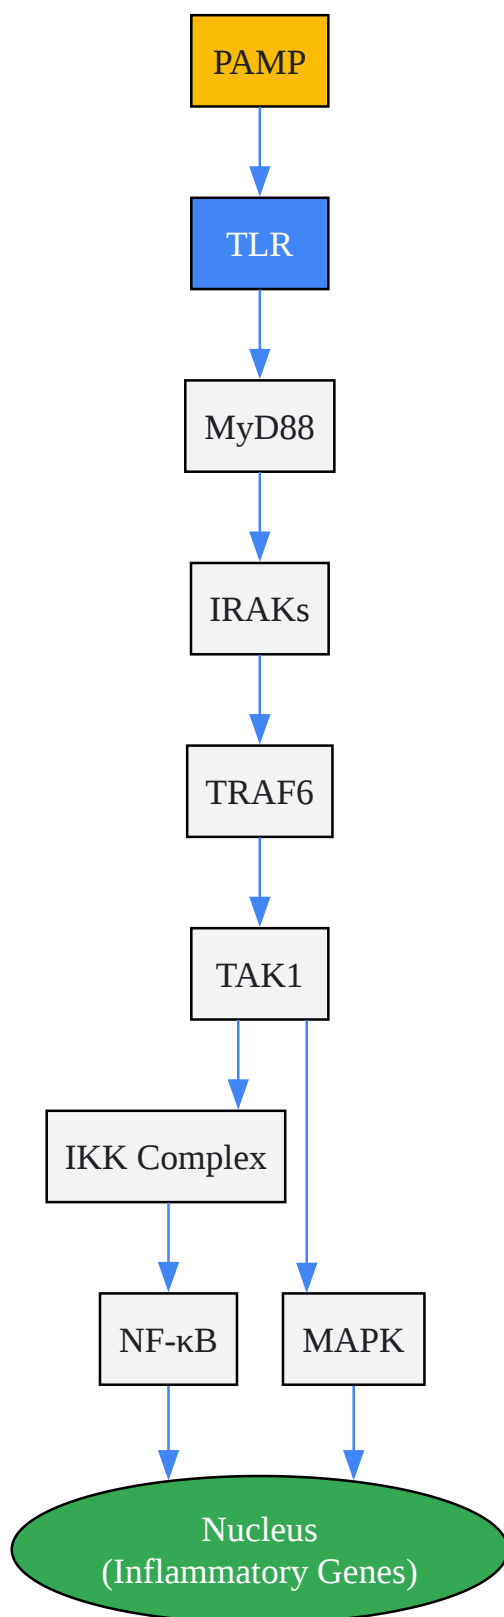 PAMP
TLR
MyD88
IRAKs
TRAF6
TAK1
IKK Complex
NF-κB
MAPK
Nucleus
(Inflammatory Genes)